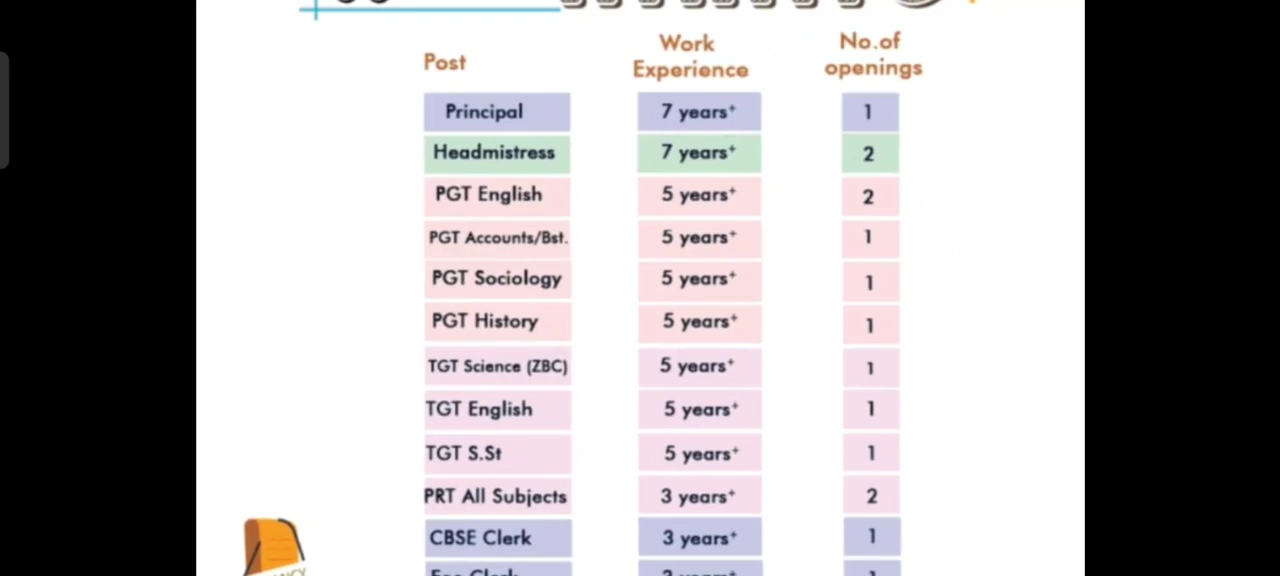 Post Work Experience No.of openings
Principal 7 years+ 1
Headmistress 7 years+ 2
PGT English 5 years+ 2
PGT Accounts/Bst. 5 years+ 1
PGT Sociology 5 years+ 1
PGT History 5 years+ 1
TGT Science (ZBC) 5 years+ 1
TGT English 5 years+ 1
TGT S.St 5 years+ 1
PRT All Subjects 3 years+ 2
CBSE Clerk 3 years+ 1